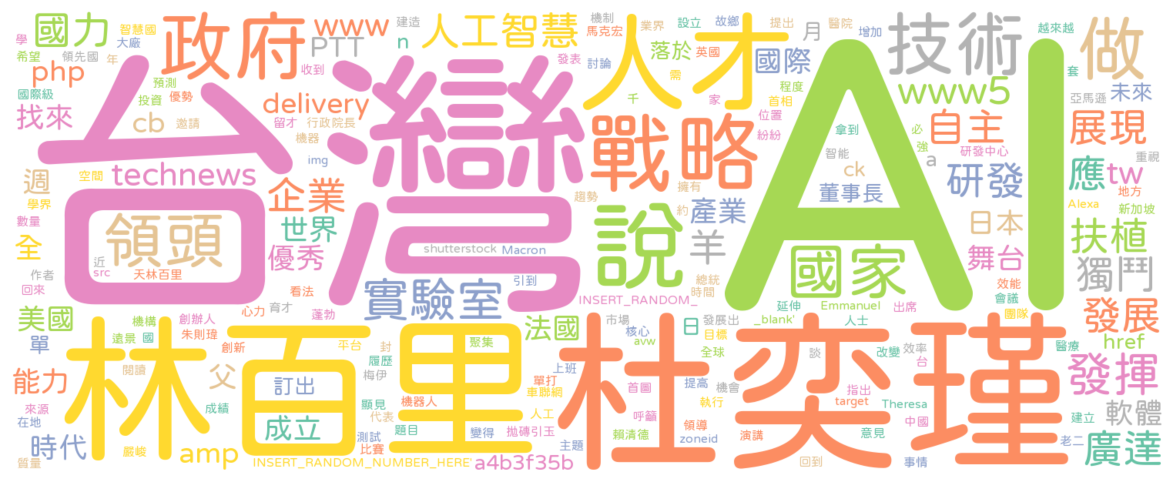 台灣
AI
林百里
杜奕瑾
人才
政府
戰略
技術
做
說
領頭
國家
實驗室
國力
www
PTT
n
人工智慧
php
找來
cb
delivery
technews
企業
世界
優秀
週
全
美國
單
能力
時代
父
成立
訂出
amp
a4b3f35b
法國
日
國際
落於
月
www5
自主
研發
董事長
ck
a
產業
羊
日本
舞台
展現
未來
應
tw
扶植
獨鬥
發展
href
發揮
軟體
廣達
智慧國
建造
機制
業界
設立
故鄉
提出
醫院
越來越
學
大廠
希望
領先國
年
馬克宏
增加
發表
收到
討論
英國
需
程度
套
預測
投資
優勢
國際級
邀請
留才
行政院長
機器
千
家
首相
位置
紛紛
亞馬遜
拿到
必
強
重視
研發中心
智能
擁有
約
趨勢
img
空間
學界
數量
地方
Alexa
新加坡
shutterstock
Macron
總統
時間
近
src
作者
回來
天林百里
看法
引到
效能
會議
心力
育才
蓬勃
INSERT_RANDOM_
延伸
Emmanuel
出席
_blank'
人士
團隊
機構
創辦人
遠景
國
朱則瑋
創新
平台
封
聚集
市場
發展出
核心
目標
avw
全球
談
改變
效率
台
醫療
閱讀
履歷
梅伊
上班
單打
車聯網
首圖
提高
機會
執行
指出
target
Theresa
中國
建立
來源
在地
成績
顯見
代表
機器人
人工
呼籲
領導
賴清德
zoneid
演講
意見
老二
質量
嚴峻
測試
比賽
題目
變得
拋磚引玉
主題
回到
事情
INSERT_RANDOM_NUMBER_HERE'